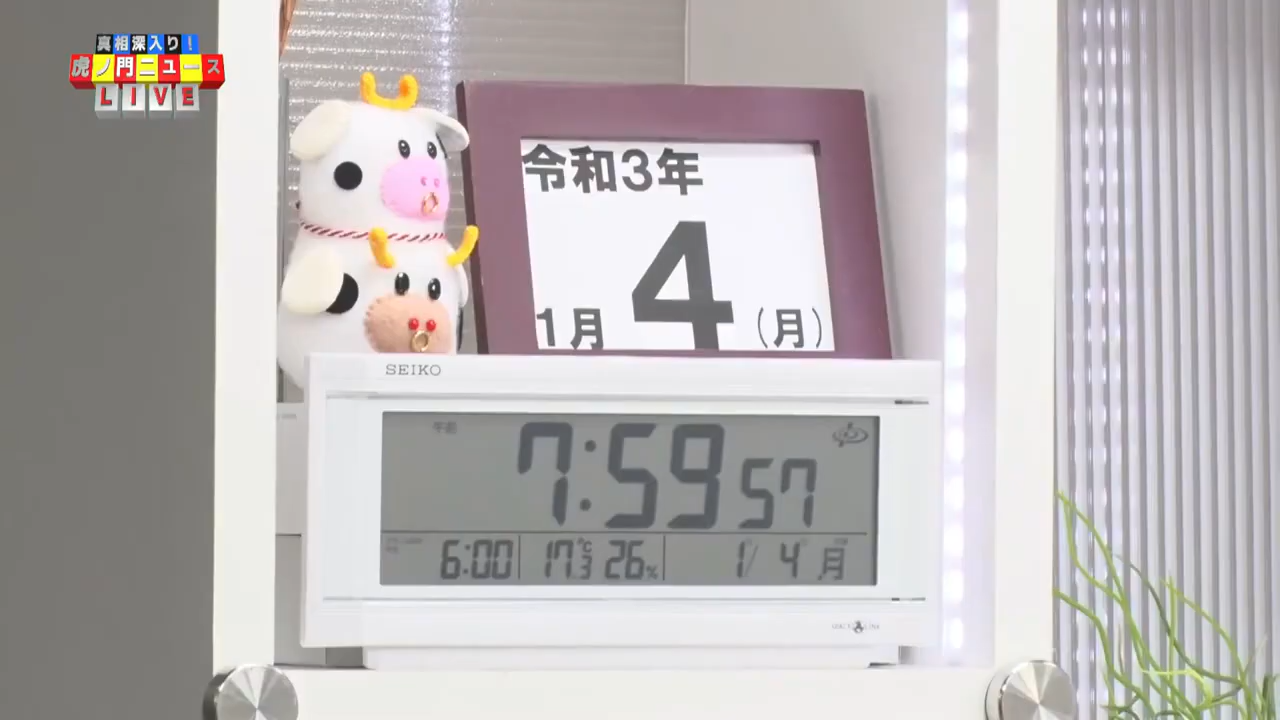 真相深入り!
虎ノ門ニュース
LIVE
令和3年
1月 4 (月)
SEIKO
午前
7:59 57
6:00 17.3 ℃ 26% 1/ 4 月